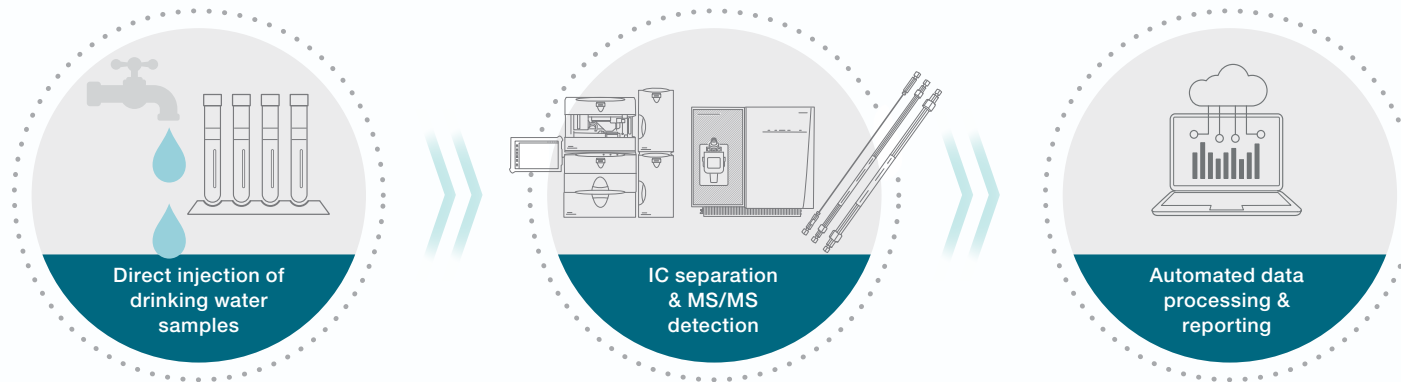 Direct injection of
drinking water
samples
IC separation
& MS/MS
detection
Automated data
processing &
reporting